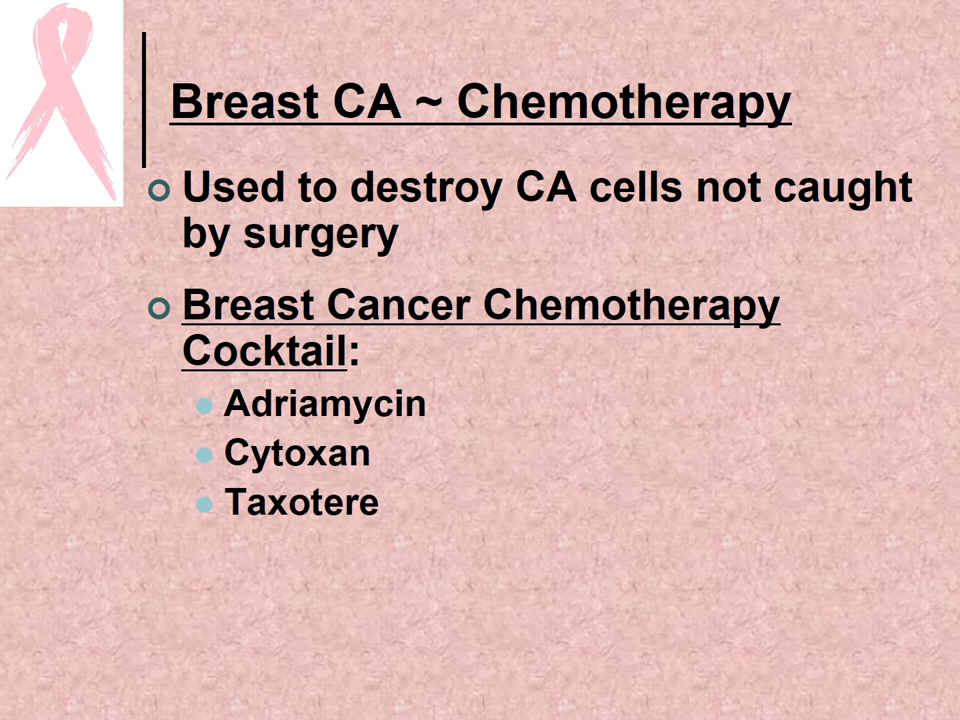 Breast CA ~ Chemotherapy
Used to destroy CA cells not caught
by surgery
Breast Cancer Chemotherapy
Cocktail:
Adriamycin
Cytoxan
Taxotere